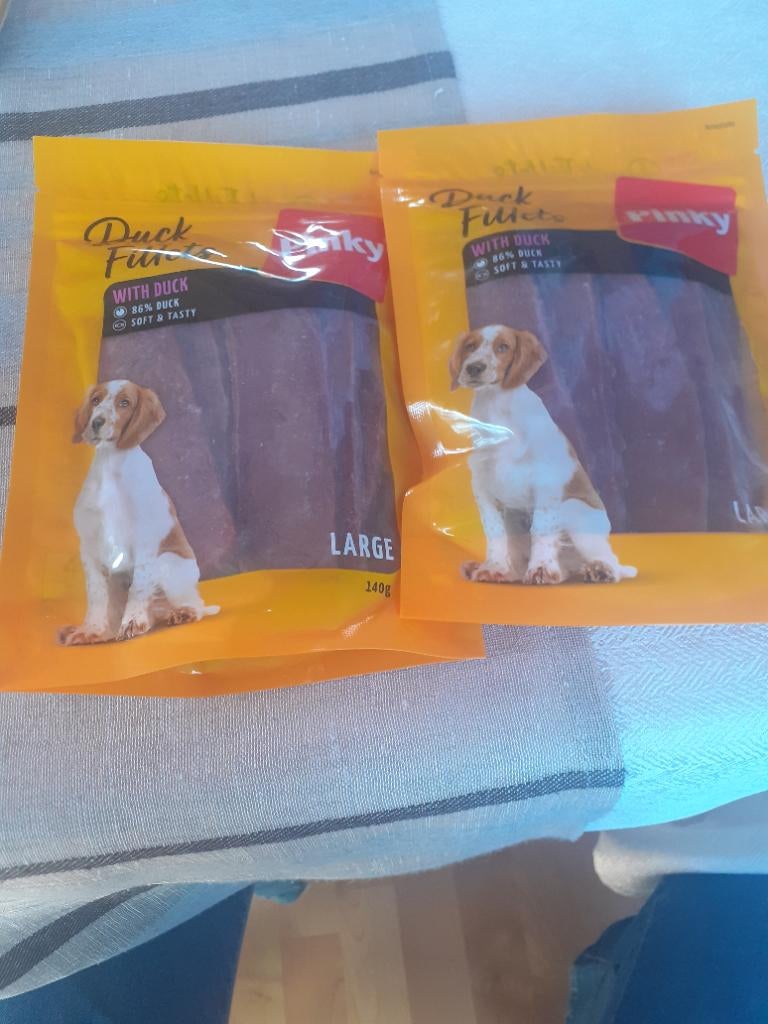 Duck
Fillets
Pinky
WITH DUCK
86% DUCK
SOFT & TASTY
LARGE
140g
Duck
Fillets
Pinky
WITH DUCK
86% DUCK
SOFT & TASTY
LAR